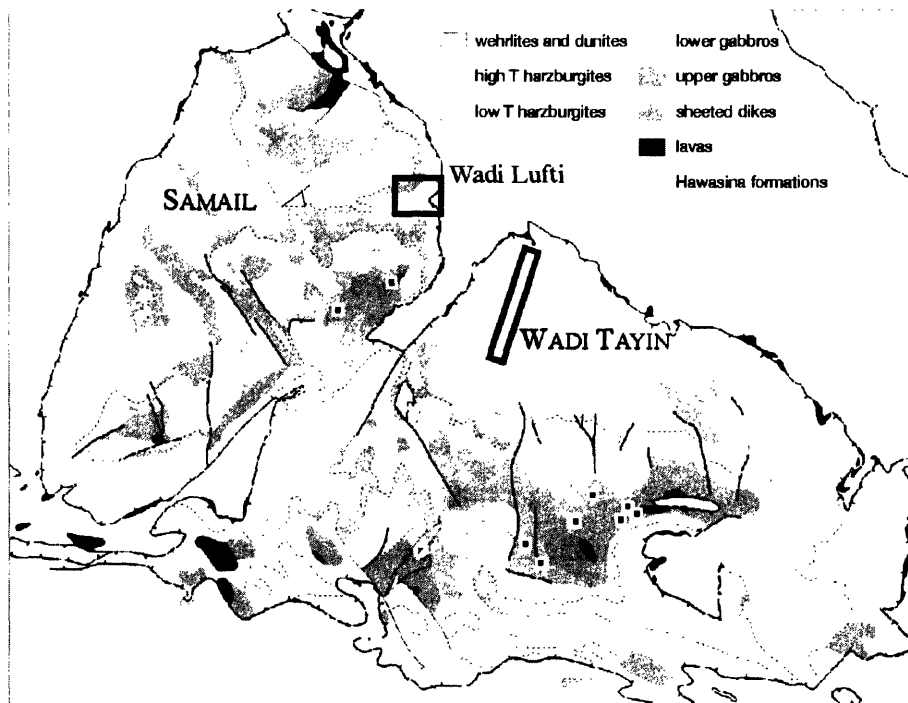 wehrlites and dunites
high T harzburgites
low T harzburgites
lower gabbros
upper gabbros
sheeted dikes
lavas
Hawasina formations
Wadi Lufti
SAMAIL
WADI TAYIN